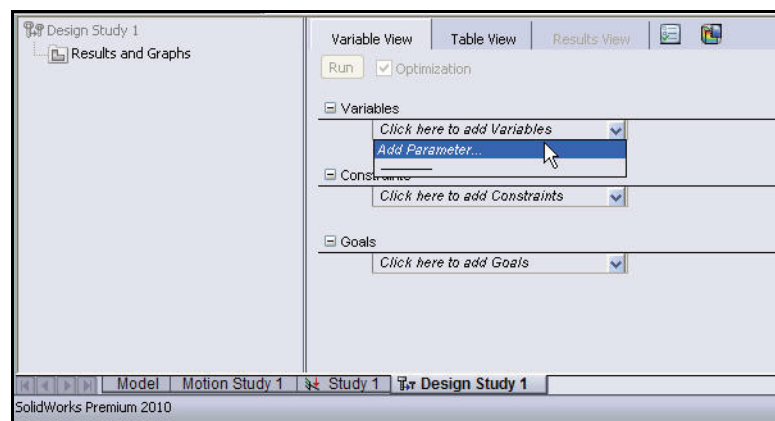 Design Study 1
Results and Graphs
Variable View Table View Results View
Run Optimization
Variables
Click here to add Variables
Add Parameter...
Click here to add Constraints
Goals
Click here to add Goals
Model Motion Study 1 Study 1 Design Study 1
SolidWorks Premium 2010